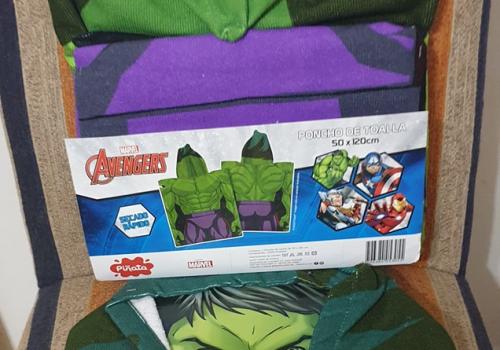 MARVEL
AVENGERS
PONCHO DE TOALLA
50 x 120cm
SECADO
RÁPIDO
Piñata
MARVEL